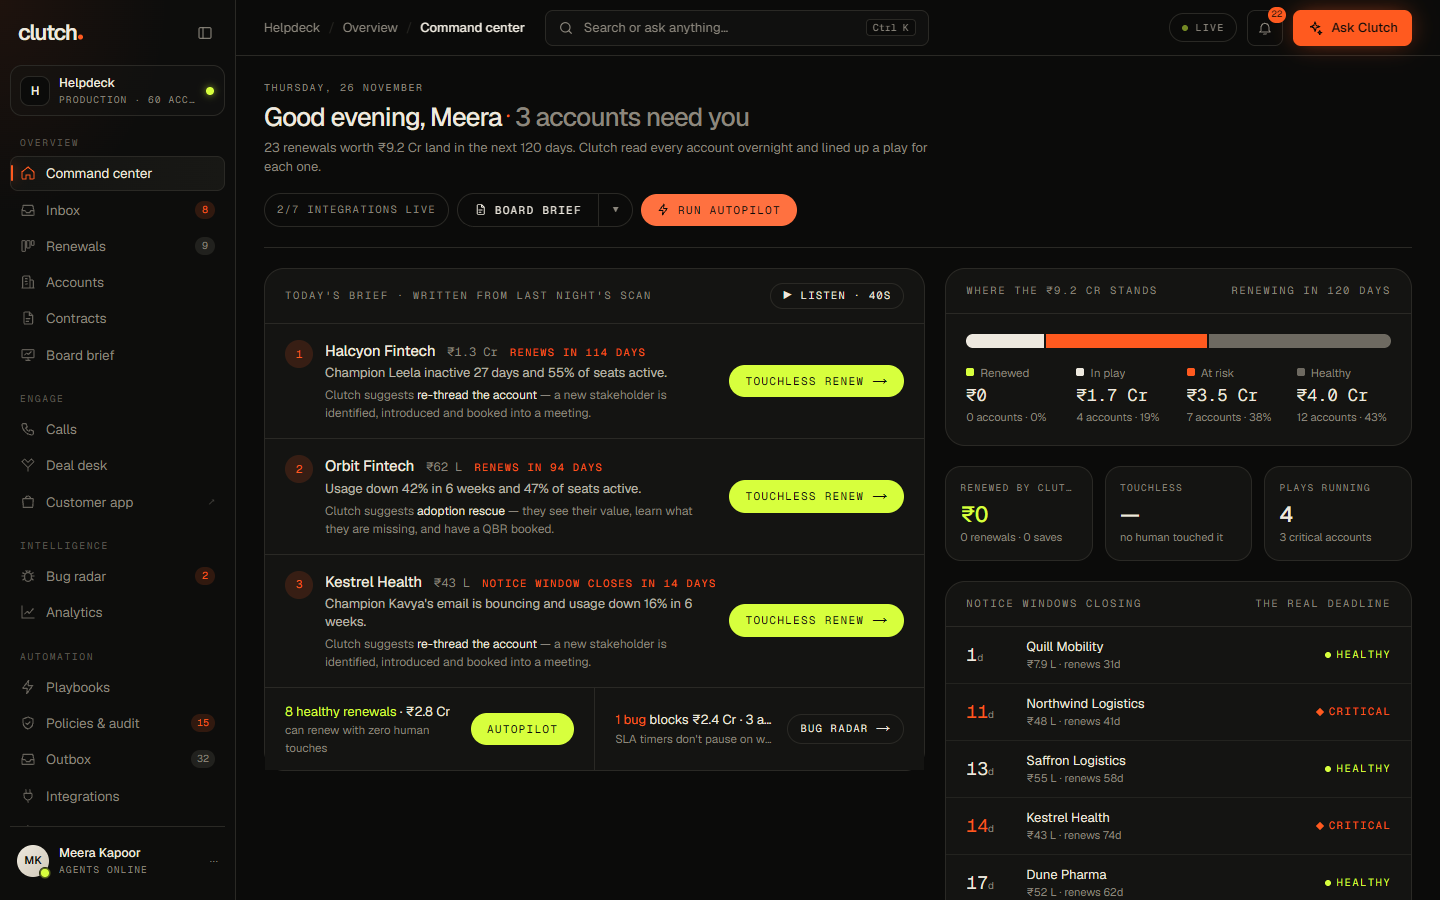 clutch.
H
Helpdeck
PRODUCTION · 60 ACC…
OVERVIEW
Command center
Inbox 8
Renewals 9
Accounts
Contracts
Board brief
ENGAGE
Calls
Deal desk
Customer app ↗
INTELLIGENCE
Bug radar 2
Analytics
AUTOMATION
Playbooks
Policies & audit 15
Outbox 32
Integrations
MK
Meera Kapoor
AGENTS ONLINE
...
Helpdeck / Overview / Command center
Search or ask anything… Ctrl K
LIVE
22
Ask Clutch
THURSDAY, 26 NOVEMBER
Good evening, Meera · 3 accounts need you
23 renewals worth ₹9.2 Cr land in the next 120 days. Clutch read every account overnight and lined up a play for
each one.
2/7 INTEGRATIONS LIVE
BOARD BRIEF ▼
RUN AUTOPILOT
TODAY'S BRIEF · WRITTEN FROM LAST NIGHT'S SCAN
▶ LISTEN · 40S
1
Halcyon Fintech ₹1.3 Cr RENEWS IN 114 DAYS
Champion Leela inactive 27 days and 55% of seats active.
Clutch suggests re-thread the account — a new stakeholder is
identified, introduced and booked into a meeting.
TOUCHLESS RENEW →
2
Orbit Fintech ₹62 L RENEWS IN 94 DAYS
Usage down 42% in 6 weeks and 47% of seats active.
Clutch suggests adoption rescue — they see their value, learn what
they are missing, and have a QBR booked.
TOUCHLESS RENEW →
3
Kestrel Health ₹43 L NOTICE WINDOW CLOSES IN 14 DAYS
Champion Kavya's email is bouncing and usage down 16% in 6
weeks.
Clutch suggests re-thread the account — a new stakeholder is
identified, introduced and booked into a meeting.
TOUCHLESS RENEW →
8 healthy renewals · ₹2.8 Cr
can renew with zero human
touches
AUTOPILOT
1 bug blocks ₹2.4 Cr · 3 a…
SLA timers don't pause on w…
BUG RADAR →
WHERE THE ₹9.2 CR STANDS
RENEWING IN 120 DAYS
Renewed
₹0
0 accounts · 0%
In play
₹1.7 Cr
4 accounts · 19%
At risk
₹3.5 Cr
7 accounts · 38%
Healthy
₹4.0 Cr
12 accounts · 43%
RENEWED BY CLUT…
₹0
0 renewals · 0 saves
TOUCHLESS
—
no human touched it
PLAYS RUNNING
4
3 critical accounts
NOTICE WINDOWS CLOSING
THE REAL DEADLINE
1d
Quill Mobility
₹7.9 L · renews 31d
HEALTHY
11d
Northwind Logistics
₹48 L · renews 41d
CRITICAL
13d
Saffron Logistics
₹55 L · renews 58d
HEALTHY
14d
Kestrel Health
₹43 L · renews 74d
CRITICAL
17d
Dune Pharma
₹52 L · renews 62d
HEALTHY